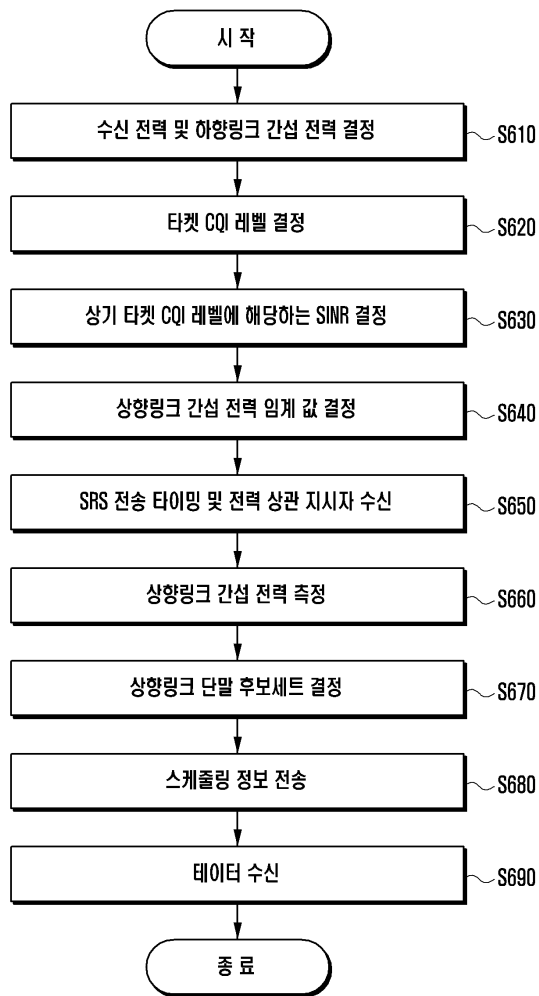 시 작
수신 전력 및 하향링크 간섭 전력 결정
S610
타켓 CQI 레벨 결정
S620
상기 타켓 CQI 레벨에 해당하는 SINR 결정
S630
상향링크 간섭 전력 임계 값 결정
S640
SRS 전송 타이밍 및 전력 상관 지시자 수신
S650
상향링크 간섭 전력 측정
S660
상향링크 단말 후보세트 결정
S670
스케줄링 정보 전송
S680
테이터 수신
S690
종 료